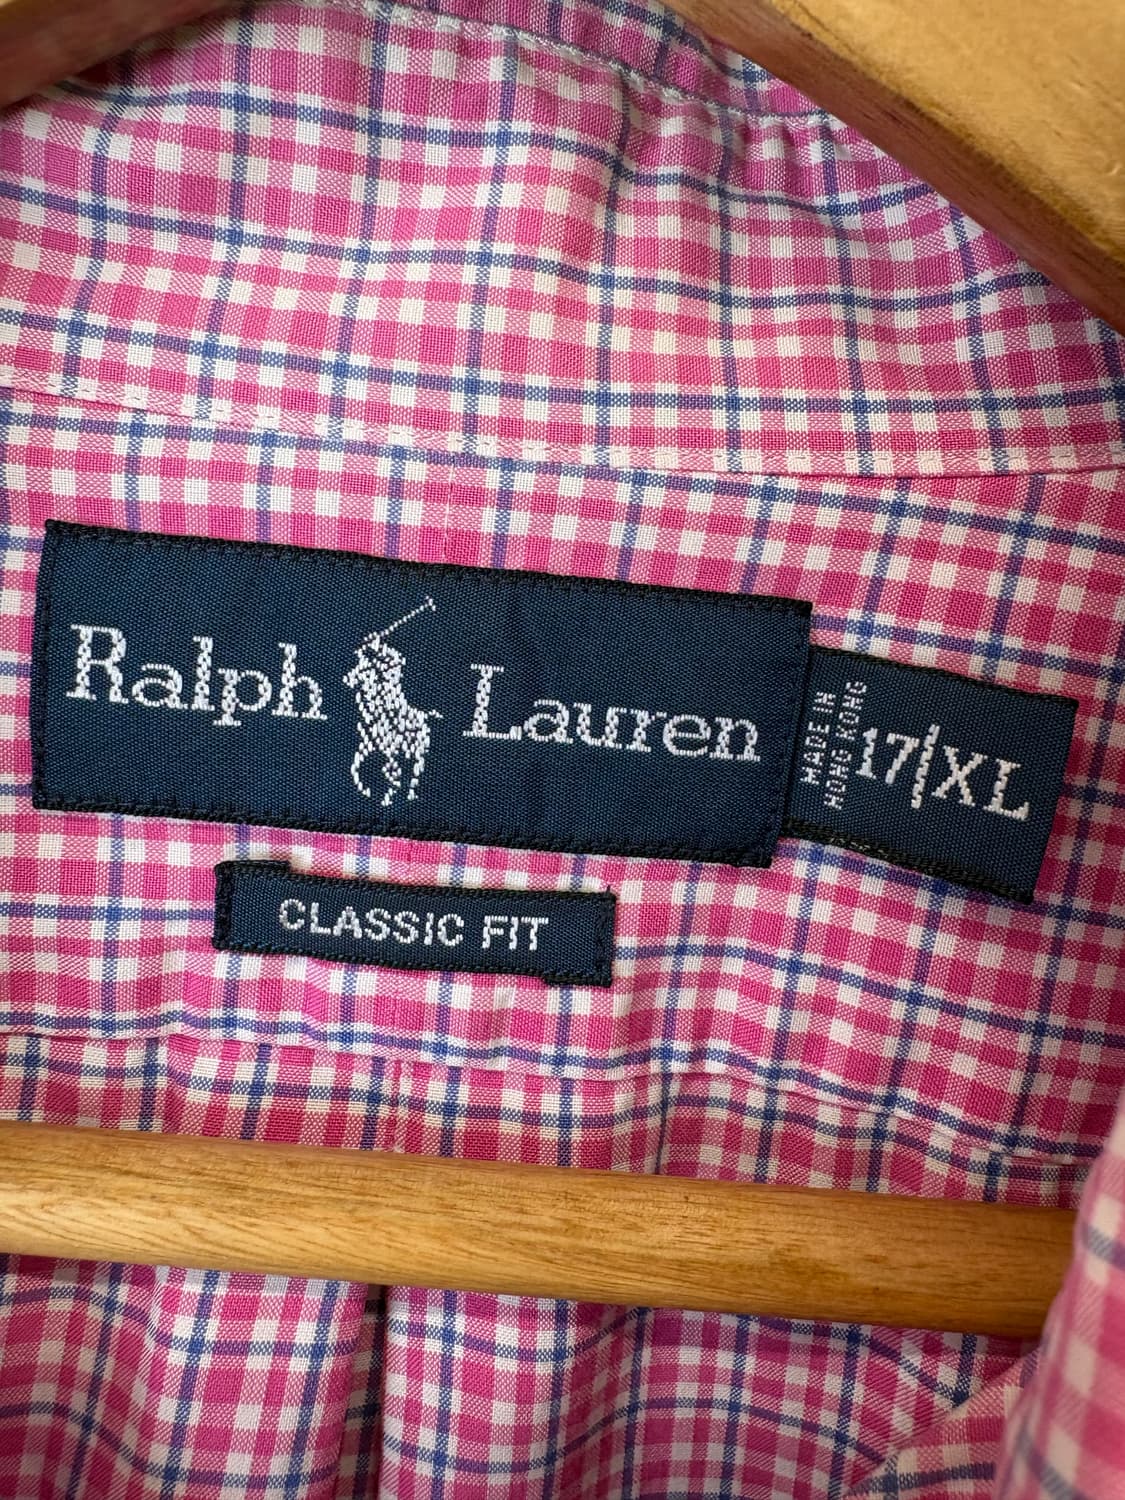 Ralph Lauren
MADE IN
HONG KONG
17|XL
CLASSIC FIT